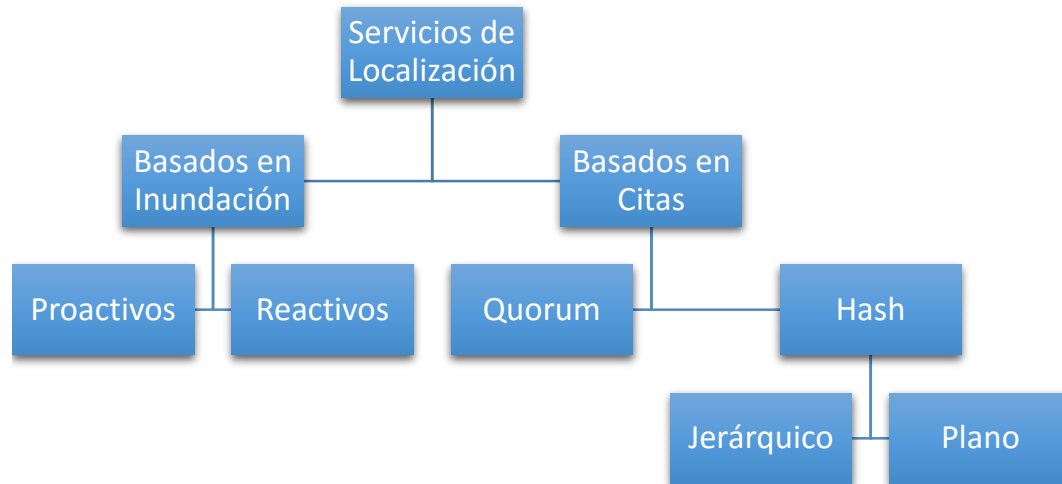 Servicios de
Localización
Basados en
Inundación
Basados en
Citas
Proactivos
Reactivos
Quorum
Hash
Jerárquico
Plano